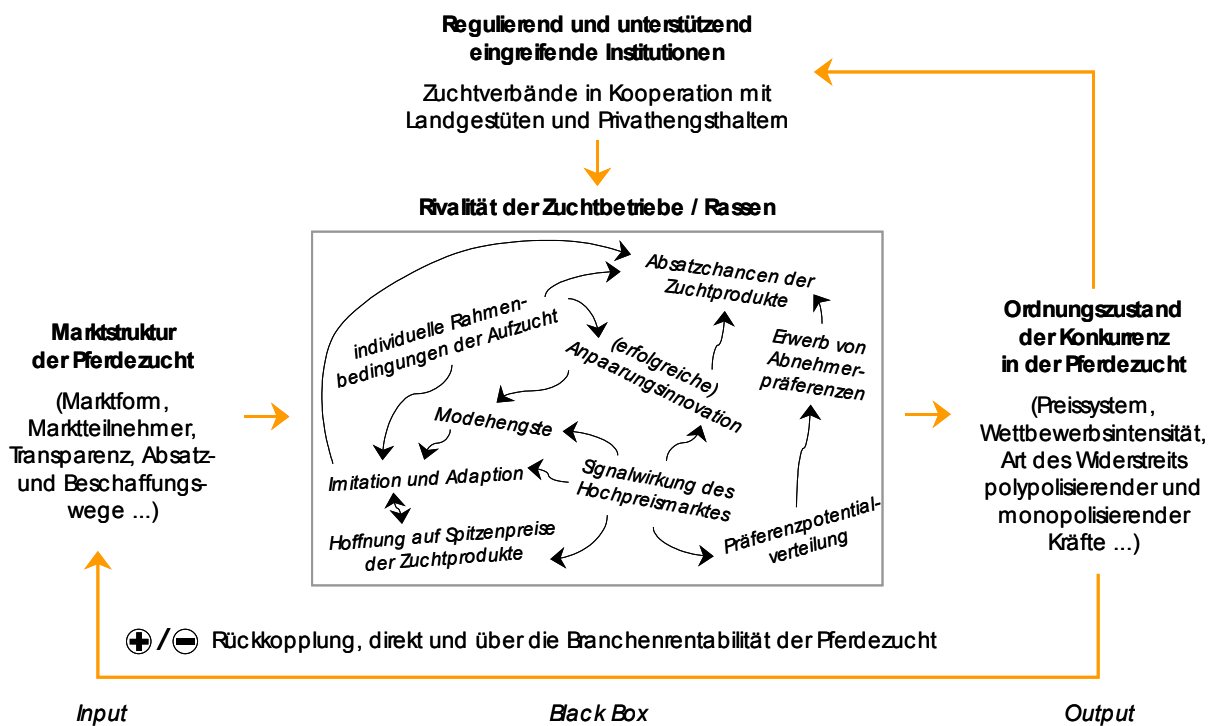 Regulierend und unterstützend
eingreifende Institutionen
Zuchtverbände in Kooperation mit
Landgestüten und Privathengsthaltern
Rivalität der Zuchtbetriebe / Rassen
Marktstruktur
der Pferdezucht
(Marktform,
Marktteilnehmer,
Transparenz, Absatz-
und Beschaffungs-
wege ...)
Absatzchancen der
Zuchtprodukte
individuelle Rahmen-
bedingungen der Aufzucht
(erfolgreiche)
Anpaarungsinnovation
Erwerb von
Abnehmer-
präferenzen
Modehengste
Imitation und Adaption
Signalwirkung des
Hochpreismarktes
Hoffnung auf Spitzenpreise
der Zuchtprodukte
Präferenzpotential-
verteilung
Ordnungszustand
der Konkurrenz
in der Pferdezucht
(Preissystem,
Wettbewerbsintensität,
Art des Widerstreits
polypolisierender und
monopolisierender
Kräfte ...)
+ / − Rückkopplung, direkt und über die Branchenrentabilität der Pferdezucht
Input
Black Box
Output